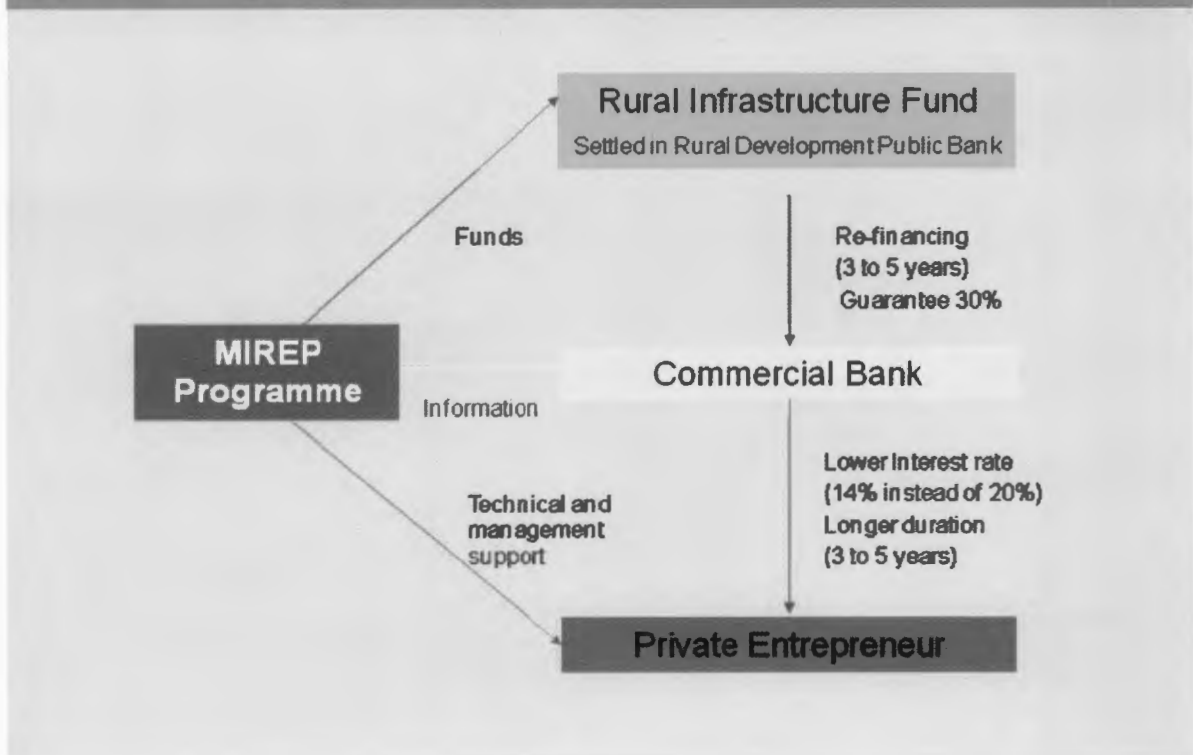 Rural Infrastructure Fund
Settled in Rural Development Public Bank
Funds
Re-financing
(3 to 5 years)
Guarantee 30%
MIREP
Programme
Commercial Bank
Information
Lower Interest rate
(14% instead of 20%)
Longer duration
(3 to 5 years)
Technical and
management
support
Private Entrepreneur